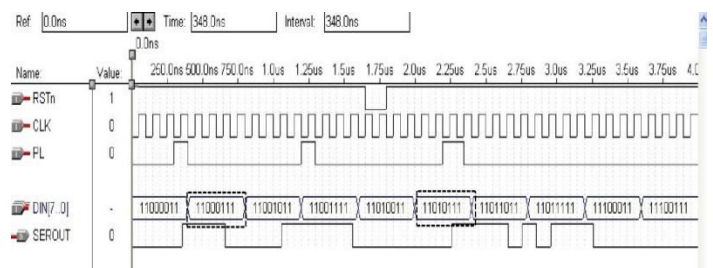 Ref: 0.0ns Time: 348.0ns Interval: 348.0ns
0.0ns
Name: Value: 250.0ns 500.0ns 750.0ns 1.0us 1.25us 1.5us 1.75us 2.0us 2.25us 2.5us 2.75us 3.0us 3.25us 3.5us 3.75us
RSTn 1
CLK 0
PL 0
DIN[7..0] - 11000011 11000111 11001011 11001111 11010011 11010111 11011011 11011111 11100011 11100111
SEROUT 0